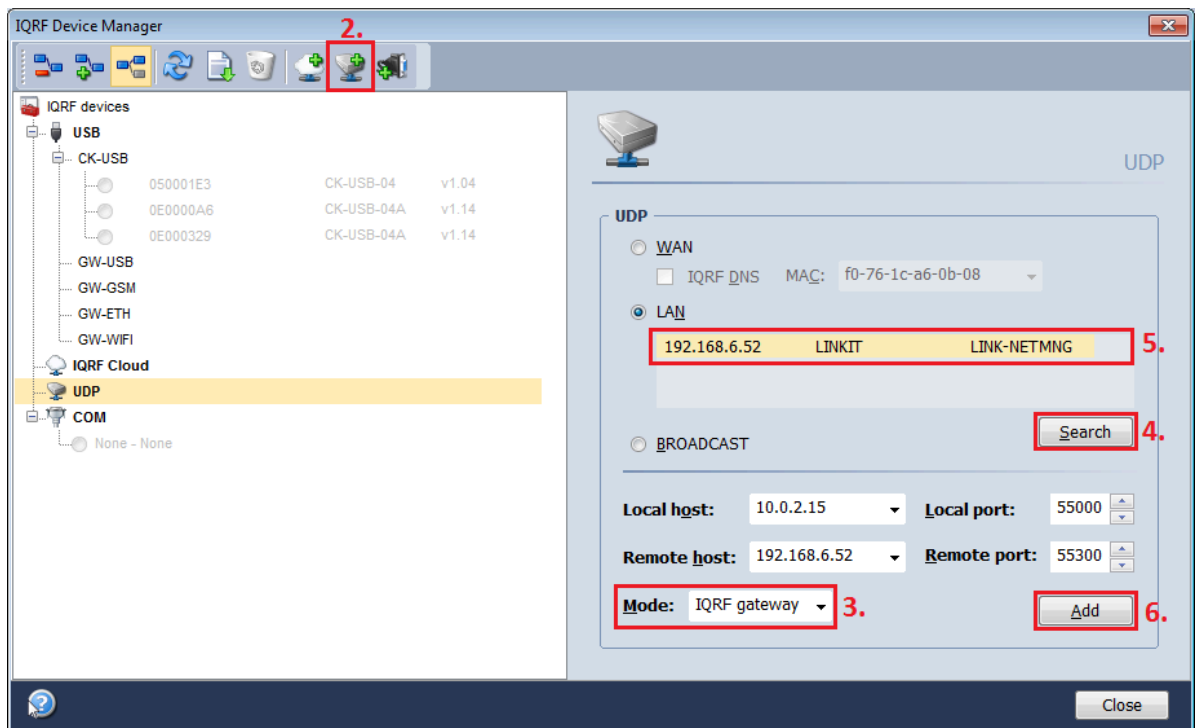 IQRF Device Manager
2.
IQRF devices
USB
CK-USB
050001E3 CK-USB-04 v1.04
0E0000A6 CK-USB-04A v1.14
0E000329 CK-USB-04A v1.14
GW-USB
GW-GSM
GW-ETH
GW-WIFI
IQRF Cloud
UDP
COM
None - None
UDP
UDP
WAN
IQRF DNS MAC: f0-76-1c-a6-0b-08
LAN
192.168.6.52 LINKIT LINK-NETMNG 5.
Search 4.
BROADCAST
Local host: 10.0.2.15 Local port: 55000
Remote host: 192.168.6.52 Remote port: 55300
Mode: IQRF gateway 3. Add 6.
Close